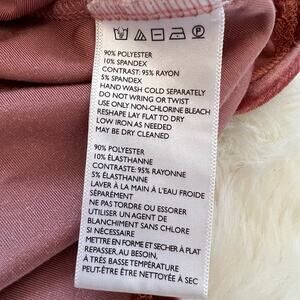 90% POLYESTER
10% SPANDEX
CONTRAST: 95% RAYON
5% SPANDEX
HAND WASH COLD SEPARATELY
DO NOT WRING OR TWIST
USE ONLY NON-CHLORINE BLEACH
RESHAPE LAY FLAT TO DRY
LOW IRON AS NEEDED
MAY BE DRY CLEANED
90% POLYESTER
10% ÉLASTHANNE
CONTRASTE: 95% RAYONNE
5% ÉLASTHANNE
LAVER À LA MAIN À L'EAU FROIDE
SÉPARÉMENT
NE PAS TORDRE OU ESSORER
UTILISER UN AGENT DE
BLANCHIMENT SANS CHLORE
SI NÉCESSAIRE
METTRE EN FORME ET SÉCHER À PLAT
REPASSER, AU BESOIN,
À TRÈS BASSE TEMPÉRATURE
PEUT-ÊTRE ÊTRE NETTOYÉE À SEC